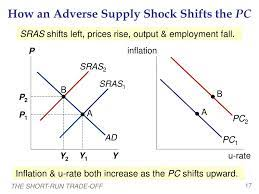 How an Adverse Supply Shock Shifts the PC
SRAS shifts left, prices rise, output & employment fall.
P
inflation
SRAS2
SRAS1
B
A
P2
P1
AD
Y2 Y1 Y
B
A
PC2
PC1
u-rate
Inflation & u-rate both increase as the PC shifts upward.
THE SHORT-RUN TRADE-OFF 17